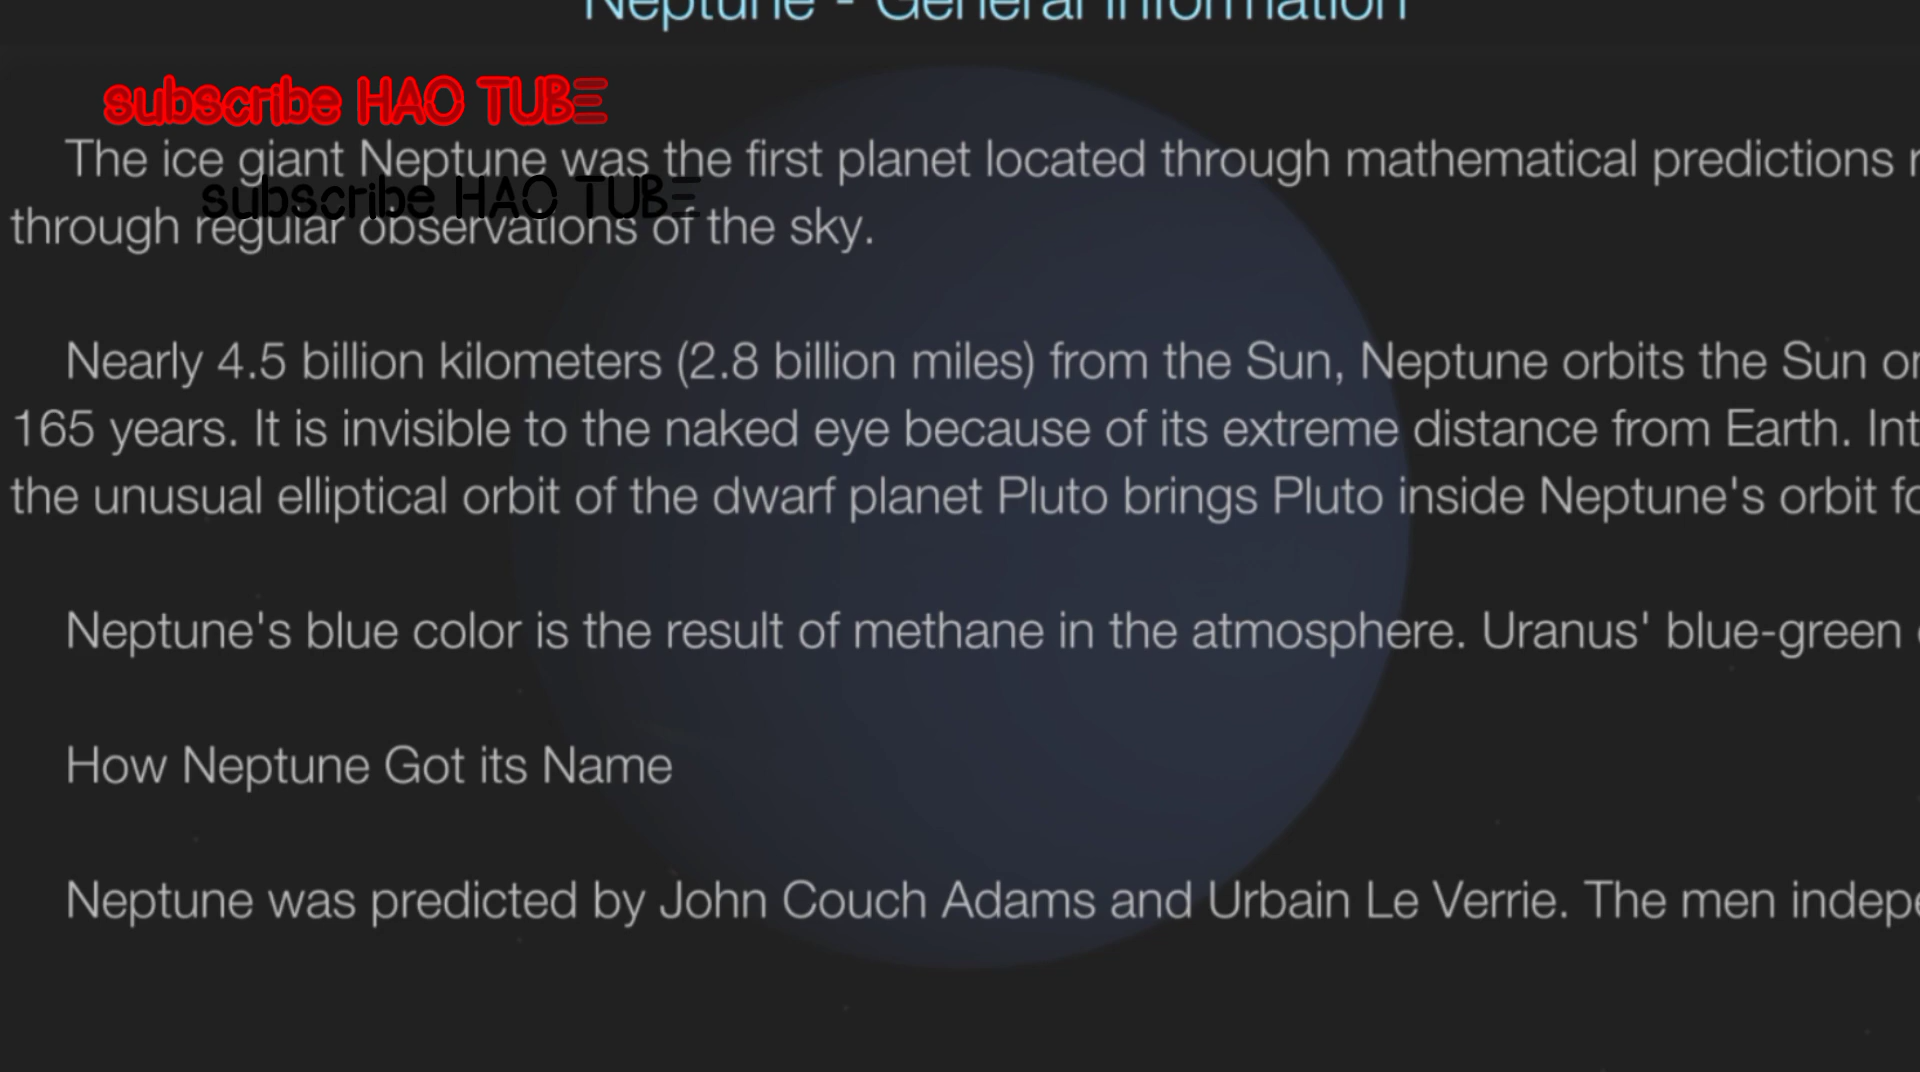 Neptune - General Information
subscribe HAO TUBE
The ice giant Neptune was the first planet located through mathematical predictions
subscribe HAO TUBE
through regular observations of the sky.
Nearly 4.5 billion kilometers (2.8 billion miles) from the Sun, Neptune orbits the Sun
165 years. It is invisible to the naked eye because of its extreme distance from Earth.
the unusual elliptical orbit of the dwarf planet Pluto brings Pluto inside Neptune's orbit
Neptune's blue color is the result of methane in the atmosphere. Uranus' blue-green
How Neptune Got its Name
Neptune was predicted by John Couch Adams and Urbain Le Verrie. The men